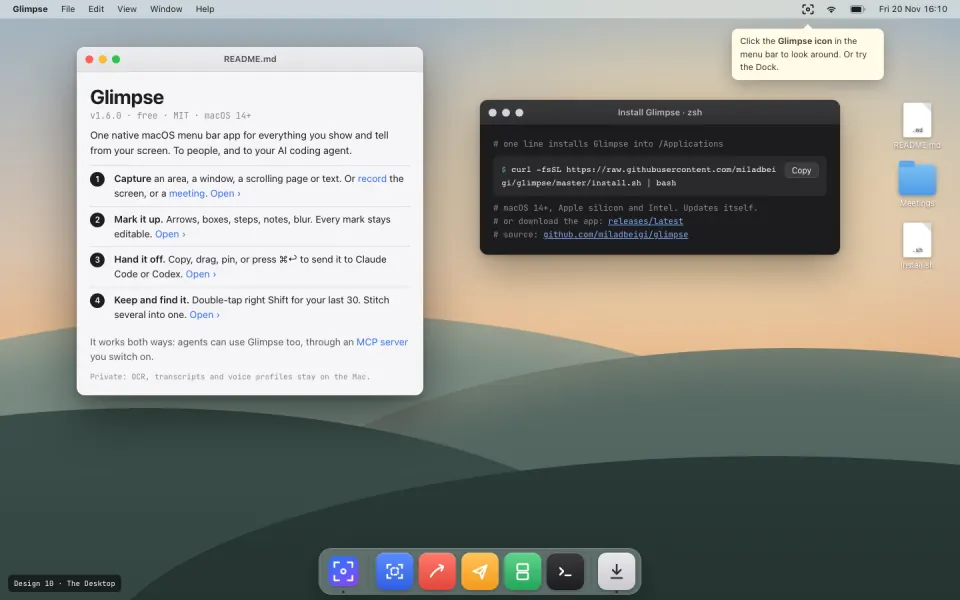 Glimpse File Edit View Window Help Fri 20 Nov 16:10
Click the Glimpse icon in the
menu bar to look around. Or try
the Dock.
README.md
Glimpse
v1.6.0 · free · MIT · macOS 14+
One native macOS menu bar app for everything you show and tell
from your screen. To people, and to your AI coding agent.
1 Capture an area, a window, a scrolling page or text. Or record the
screen, or a meeting. Open ›
2 Mark it up. Arrows, boxes, steps, notes, blur. Every mark stays
editable. Open ›
3 Hand it off. Copy, drag, pin, or press ⌘↩ to send it to Claude
Code or Codex. Open ›
4 Keep and find it. Double-tap right Shift for your last 30. Stitch
several into one. Open ›
It works both ways: agents can use Glimpse too, through an MCP server
you switch on.
Private: OCR, transcripts and voice profiles stay on the Mac.
Install Glimpse · zsh
# one line installs Glimpse into /Applications
$ curl -fsSL https://raw.githubusercontent.com/miladbei
gi/glimpse/master/install.sh | bash
Copy
# macOS 14+, Apple silicon and Intel. Updates itself.
# or download the app: releases/latest
# source: github.com/miladbeigi/glimpse
.md
README.md
Meetings
.sh
install.sh
Design 10 · The Desktop